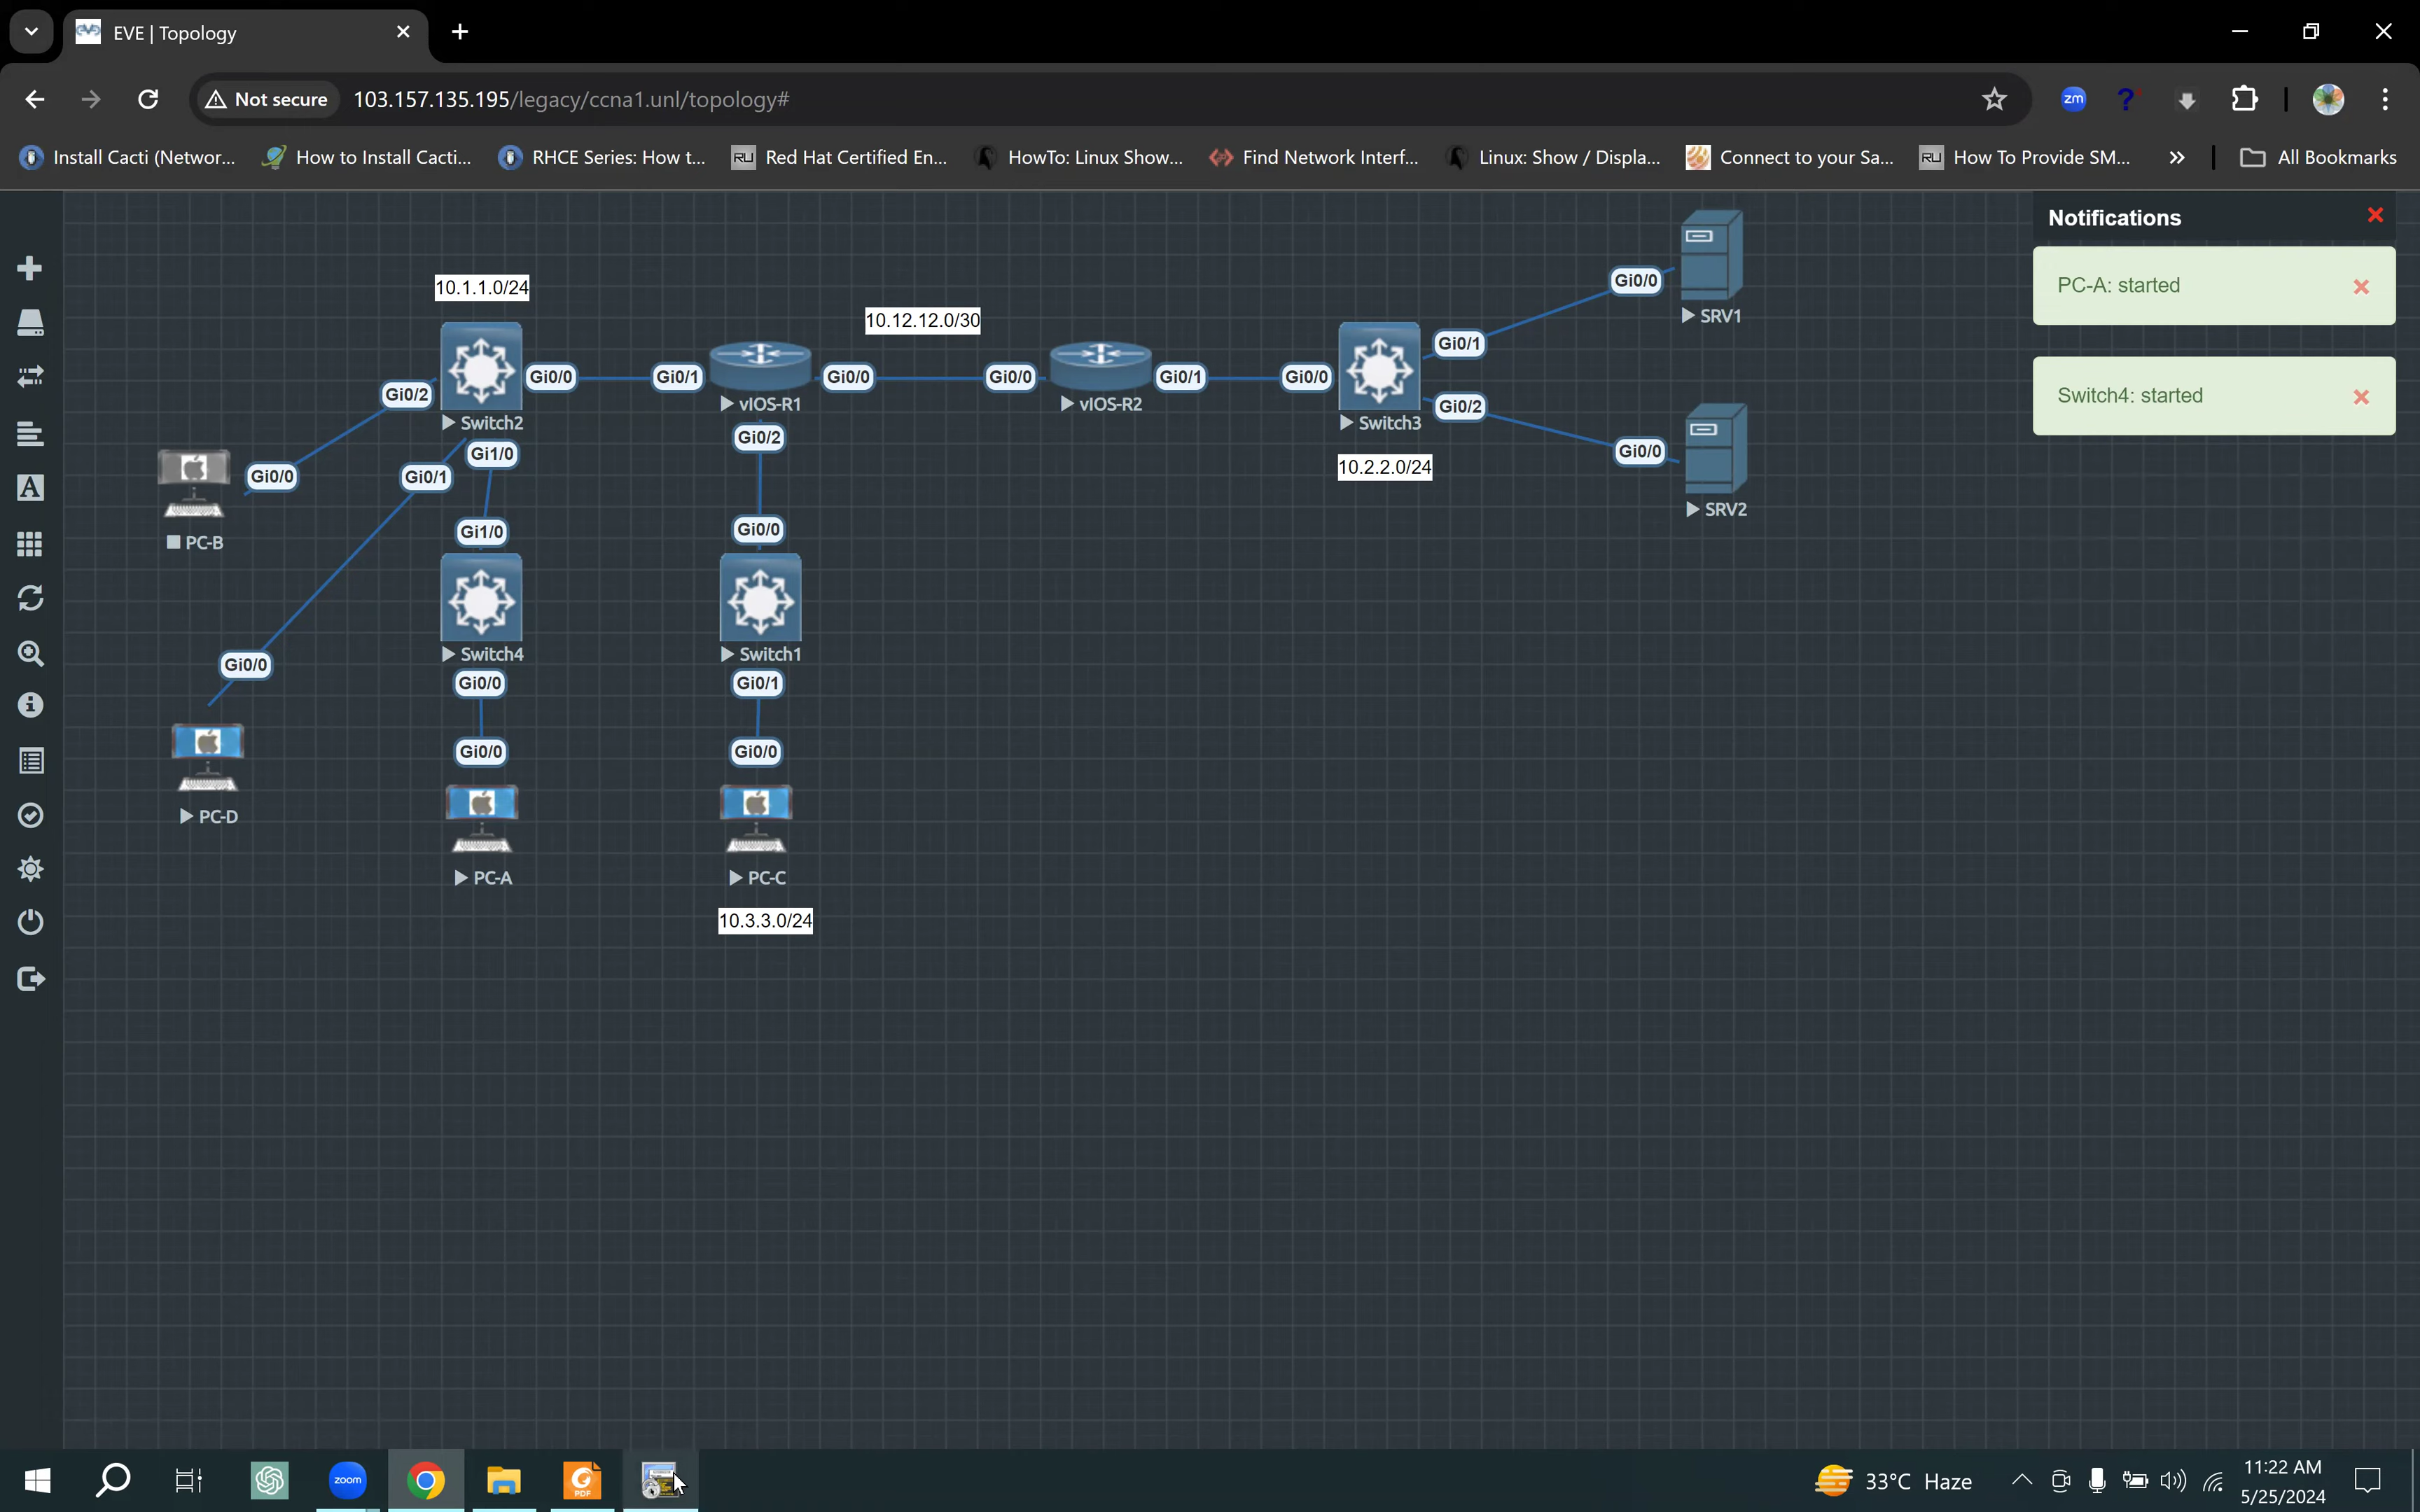 EVE | Topology
Not secure
103.157.135.195/legacy/ccna1.unl/topology#
zm
Install Cacti (Networ...
How to Install Cacti...
RHCE Series: How t...
RU
Red Hat Certified En...
HowTo: Linux Show...
Find Network Interf...
Linux: Show / Displa...
Connect to your Sa...
RU
How To Provide SM...
All Bookmarks
Notifications
PC-A: started
Switch4: started
10.1.1.0/24
10.12.12.0/30
Gi0/0
SRV1
Gi0/0
Gi0/1
Gi0/0
Gi0/0
Gi0/1
Gi0/0
Gi0/1
Gi0/2
vIOS-R1
vIOS-R2
Gi0/2
Switch2
Switch3
Gi0/2
Gi1/0
Gi0/0
Gi0/0
Gi0/1
10.2.2.0/24
SRV2
PC-B
Gi1/0
Gi0/0
Gi0/0
Switch4
Switch1
Gi0/0
Gi0/1
Gi0/0
Gi0/0
PC-D
PC-A
PC-C
10.3.3.0/24
zoom
PDF
33°C Haze
11:22 AM
5/25/2024